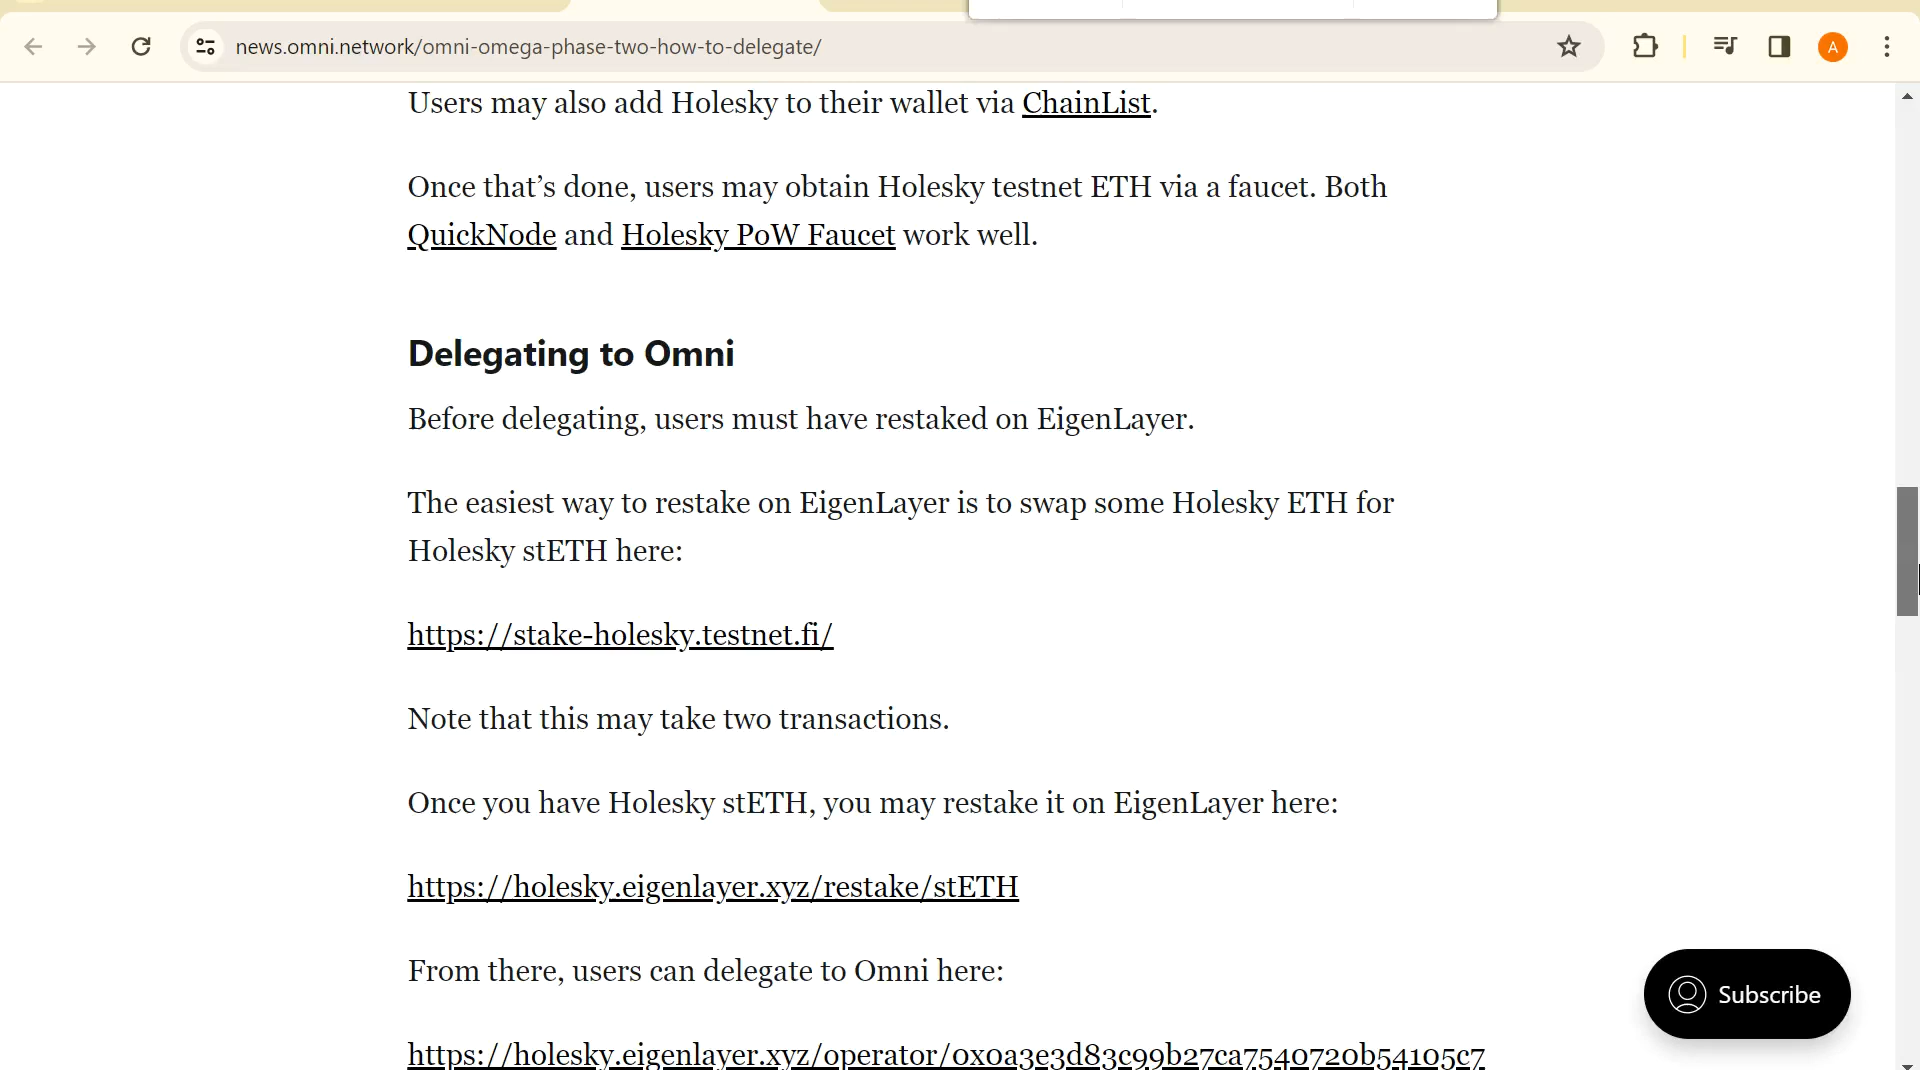 news.omni.network/omni-omega-phase-two-how-to-delegate/
A
Users may also add Holesky to their wallet via ChainList.
Once that’s done, users may obtain Holesky testnet ETH via a faucet. Both
QuickNode and Holesky PoW Faucet work well.
Delegating to Omni
Before delegating, users must have restaked on EigenLayer.
The easiest way to restake on EigenLayer is to swap some Holesky ETH for
Holesky stETH here:
https://stake-holesky.testnet.fi/
Note that this may take two transactions.
Once you have Holesky stETH, you may restake it on EigenLayer here:
https://holesky.eigenlayer.xyz/restake/stETH
From there, users can delegate to Omni here:
https://holesky.eigenlayer.xyz/operator/0x0a3e3d83c99b27ca7540720b54105c7
Subscribe